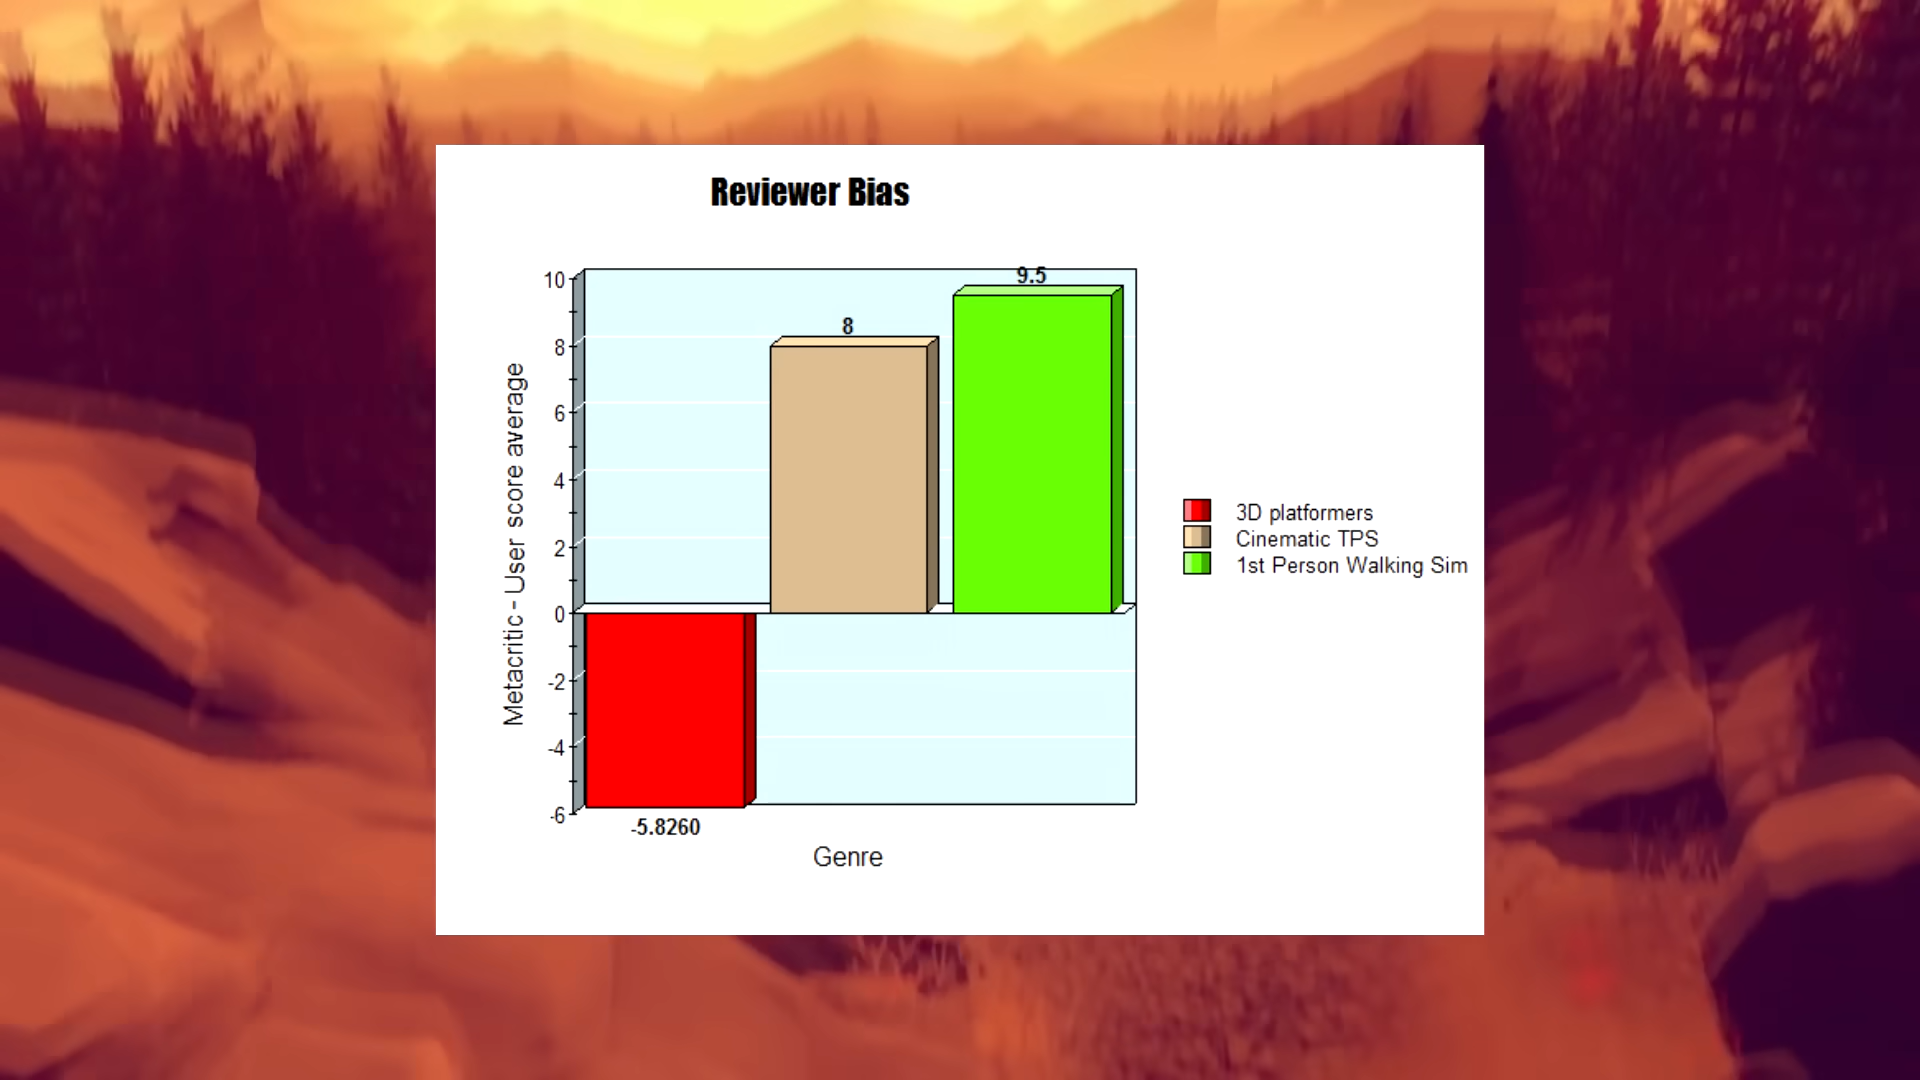 Reviewer Bias
Metacritic - User score average
10
8
6
4
2
0
-2
-4
-6
8
9.5
-5.8260
Genre
3D platformers
Cinematic TPS
1st Person Walking Sim